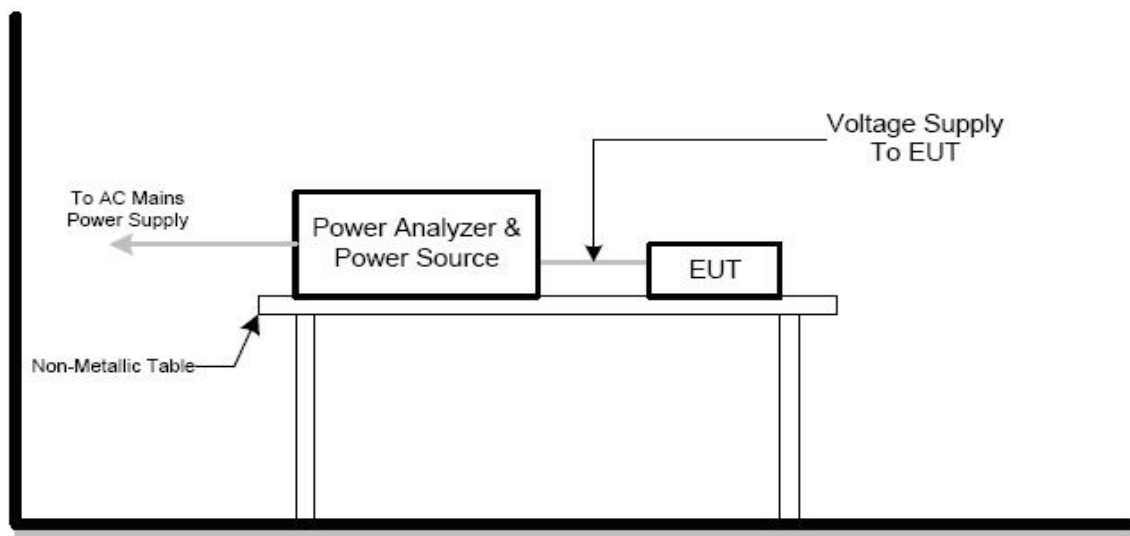 Voltage Supply
To EUT
To AC Mains
Power Supply
Power Analyzer &
Power Source
EUT
Non-Metallic Table